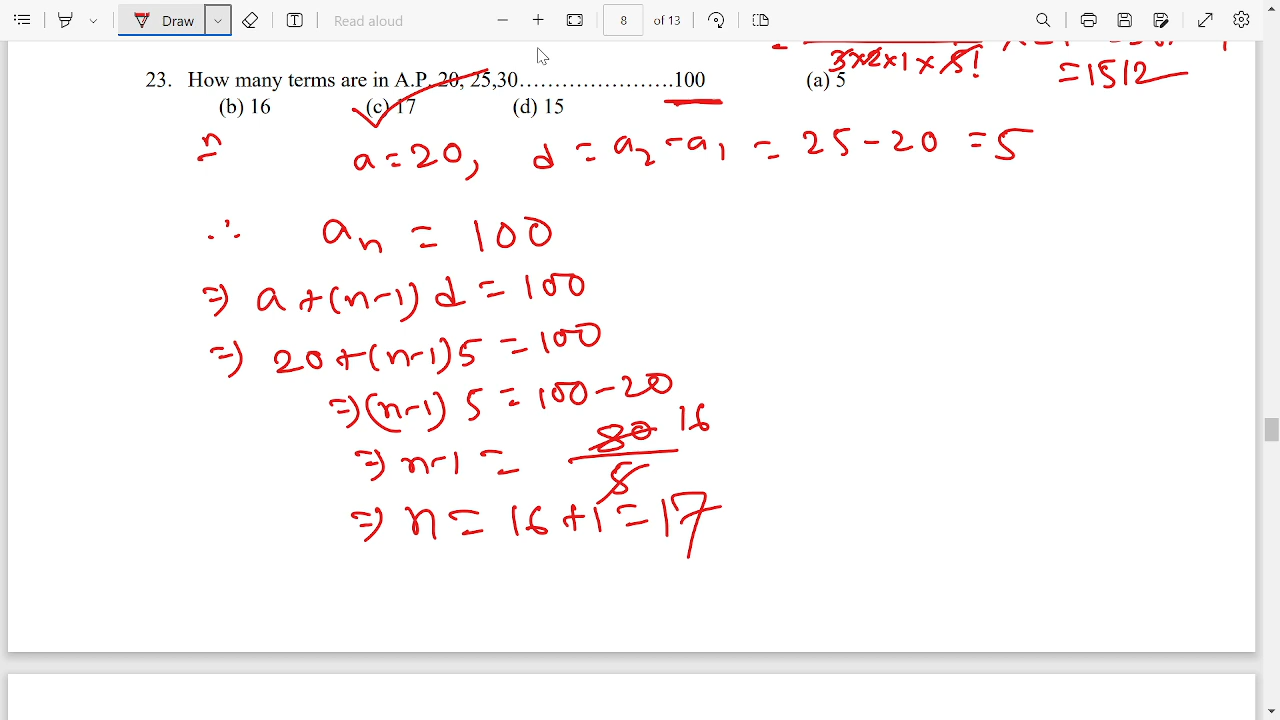 Draw Read aloud 8 of 13
3×2×1×5!
=1512
23. How many terms are in A.P. 20, 25,30………………….100 (a) 5
(b) 16 (c) 17 (d) 15
n a=20, d = a₂-a₁ = 25-20 =5
∴ aₙ = 100
⇒ a+(n-1) d = 100
⇒ 20+(n-1)5 = 100
⇒(n-1) 5 = 100-20
⇒ n-1 = 80/5 16
⇒ n = 16+1 = 17